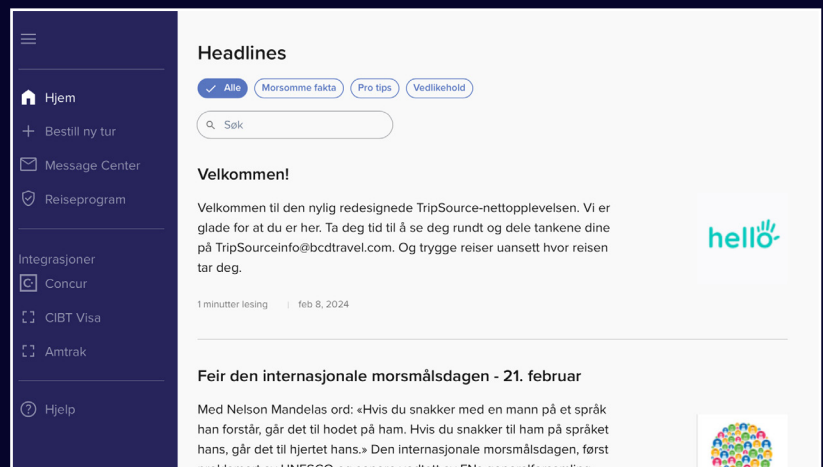 Hjem
Bestill ny tur
Message Center
Reiseprogram
Integrasjoner
Concur
CIBT Visa
Amtrak
Hjelp
Headlines
Alle Morsomme fakta Pro tips Vedlikehold
Søk
Velkommen!
Velkommen til den nylig redesignede TripSource-nettopplevelsen. Vi er
glade for at du er her. Ta deg tid til å se deg rundt og dele tankene dine
på TripSourceinfo@bcdtravel.com. Og trygge reiser uansett hvor reisen
tar deg.
hello
1 minutter lesing | feb 8, 2024
Feir den internasjonale morsmålsdagen - 21. februar
Med Nelson Mandelas ord: «Hvis du snakker med en mann på et språk
han forstår, går det til hodet på ham. Hvis du snakker til ham på språket
hans, går det til hjertet hans.» Den internasjonale morsmålsdagen, først